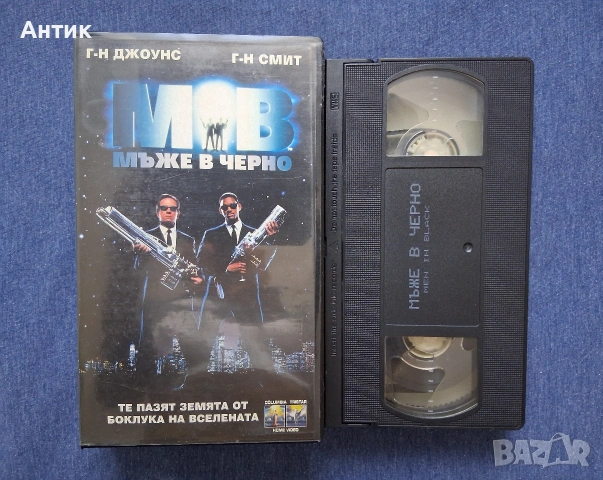 Антик
Г-Н ДЖОУНС Г-Н СМИТ
MIB
МЪЖЕ В ЧЕРНО
ТЕ ПАЗЯТ ЗЕМЯТА ОТ
БОКЛУКА НА ВСЕЛЕНАТА
COLUMBIA TRISTAR
HOME VIDEO
VHS
МЪЖЕ В ЧЕРНО
MEN IN BLACK
BAZAR